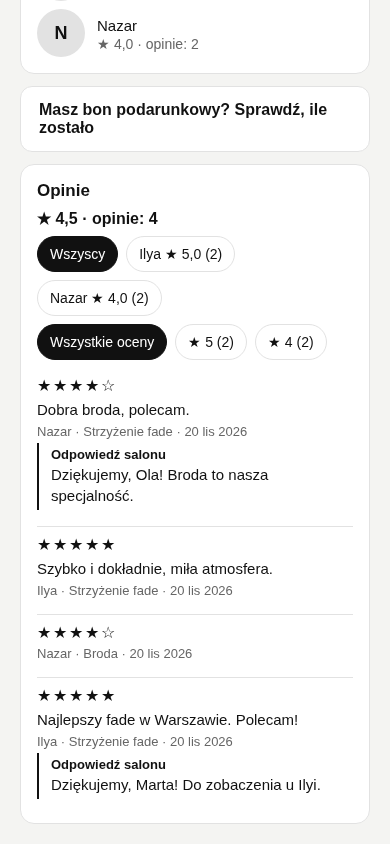 N
Nazar
★ 4,0 · opinie: 2
Masz bon podarunkowy? Sprawdź, ile
zostało
Opinie
★ 4,5 · opinie: 4
Wszyscy
Ilya ★ 5,0 (2)
Nazar ★ 4,0 (2)
Wszystkie oceny
★ 5 (2)
★ 4 (2)
★★★★☆
Dobra broda, polecam.
Nazar · Strzyżenie fade · 20 lis 2026
Odpowiedź salonu
Dziękujemy, Ola! Broda to nasza
specjalność.
★★★★★
Szybko i dokładnie, miła atmosfera.
Ilya · Strzyżenie fade · 20 lis 2026
★★★★☆
Nazar · Broda · 20 lis 2026
★★★★★
Najlepszy fade w Warszawie. Polecam!
Ilya · Strzyżenie fade · 20 lis 2026
Odpowiedź salonu
Dziękujemy, Marta! Do zobaczenia u Ilyi.